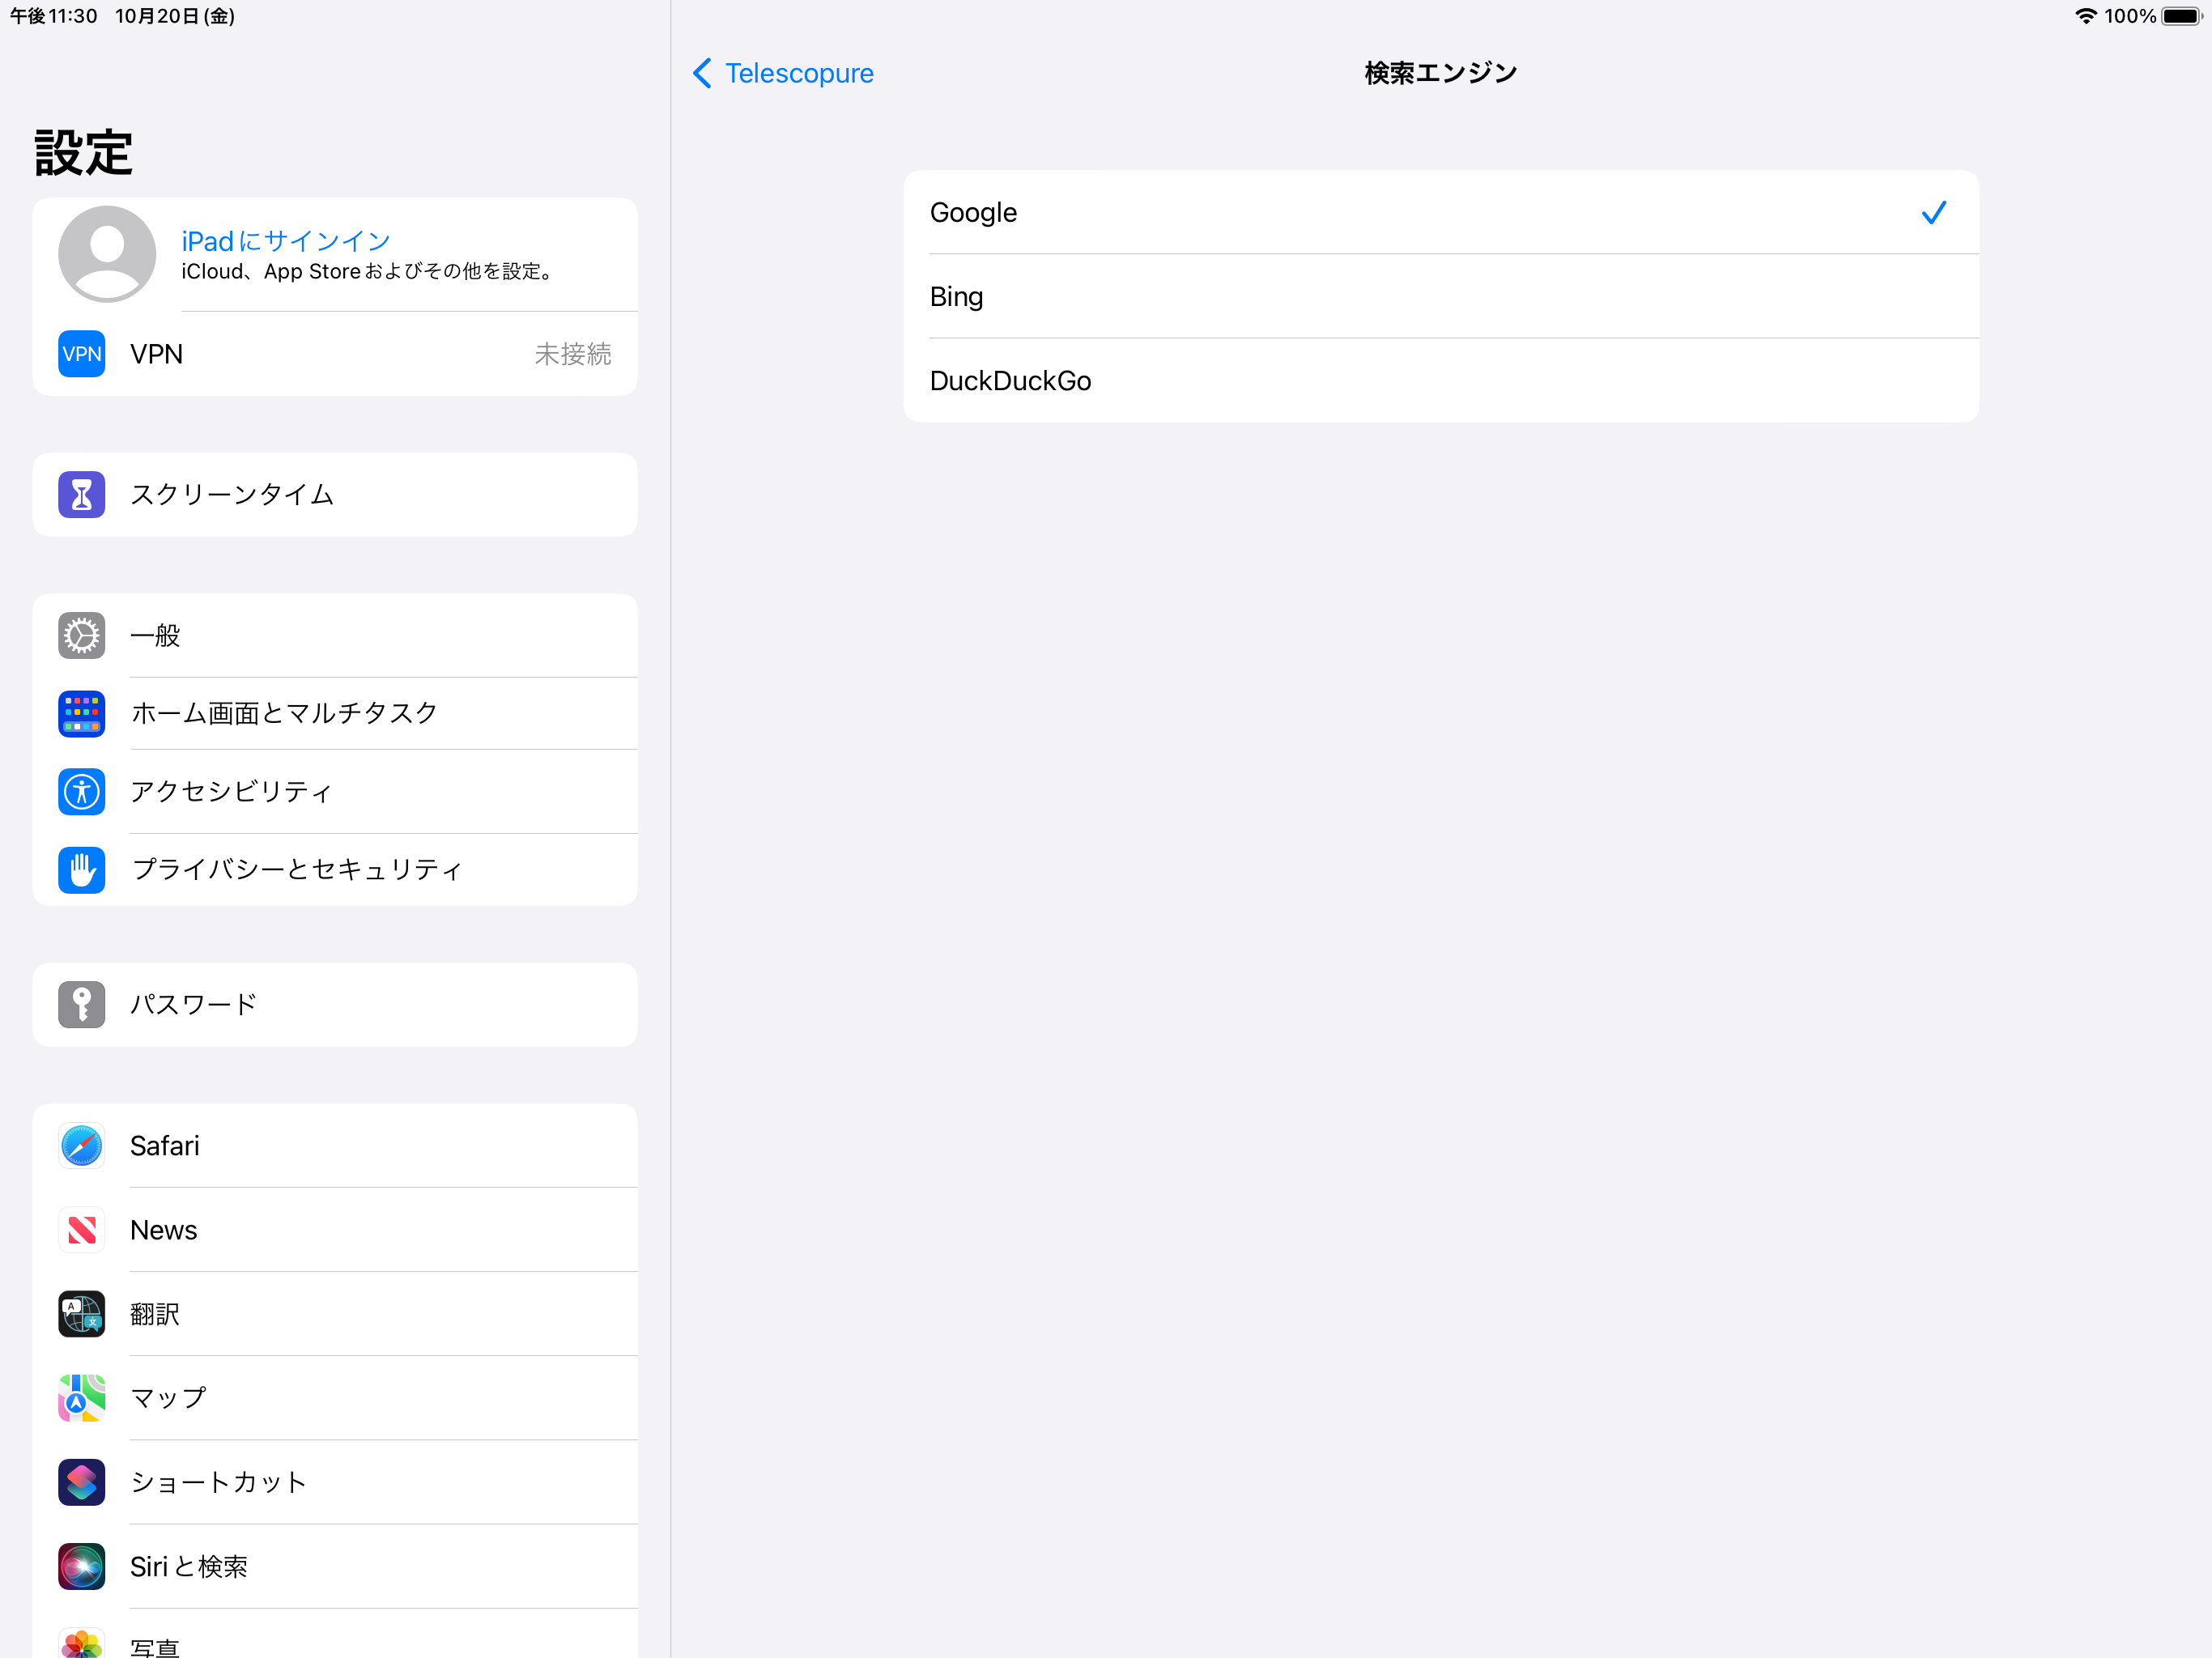 午後11:30 10月20日(金)
100%
設定
iPadにサインイン
iCloud、App Storeおよびその他を設定。
VPN
VPN
未接続
スクリーンタイム
一般
ホーム画面とマルチタスク
アクセシビリティ
プライバシーとセキュリティ
パスワード
Safari
News
翻訳
マップ
ショートカット
Siriと検索
写真
Telescopure
検索エンジン
Google
Bing
DuckDuckGo